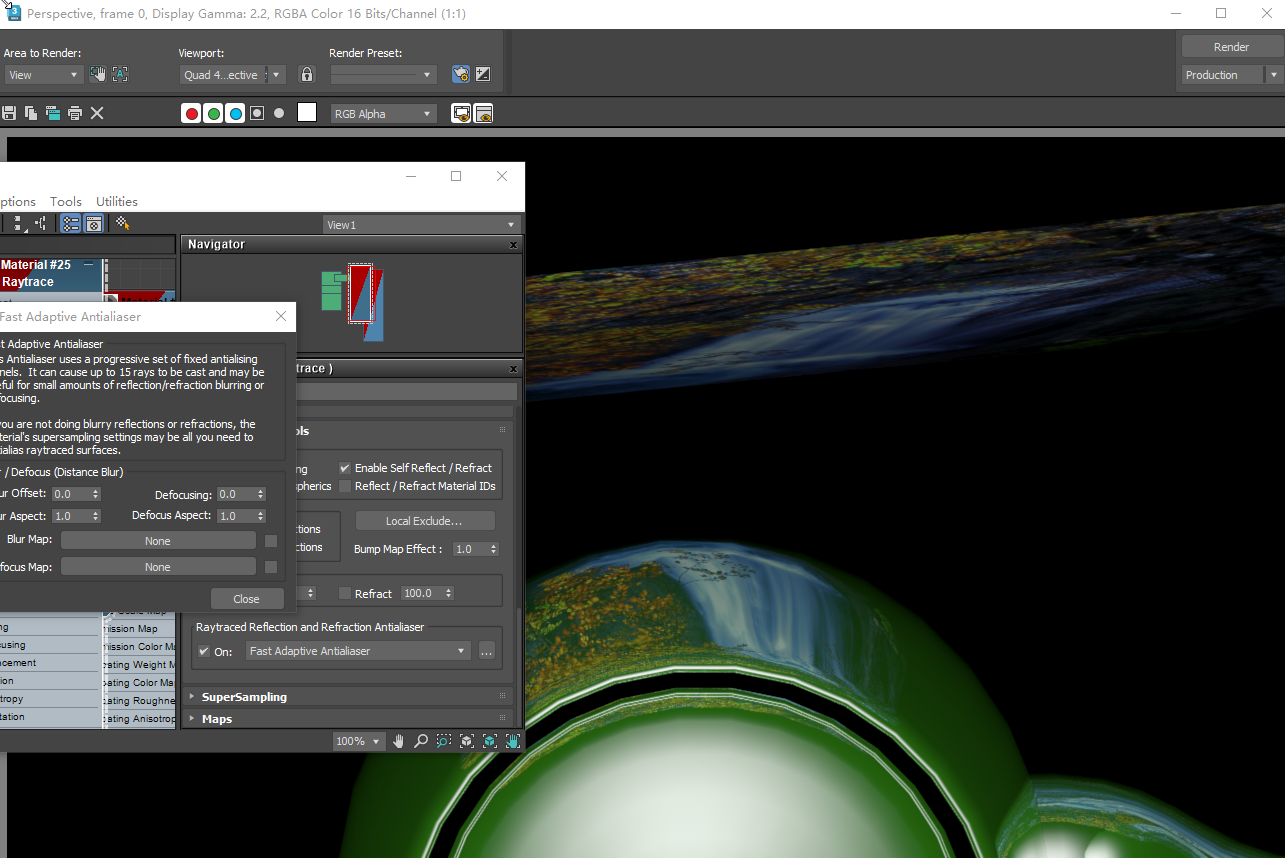 Perspective, frame 0, Display Gamma: 2.2, RGBA Color 16 Bits/Channel (1:1)
Area to Render:
Viewport:
Render Preset:
Render
View
Quad 4...ective
Production
RGB Alpha
ptions Tools Utilities
View1
Navigator
Material #25
Raytrace
Fast Adaptive Antialiaser
st Adaptive Antialiaser
s Antialiaser uses a progressive set of fixed antialising
nels. It can cause up to 15 rays to be cast and may be
eful for small amounts of reflection/refraction blurring or
focusing.
you are not doing blurry reflections or refractions, the
terial's supersampling settings may be all you need to
tialias raytraced surfaces.
r / Defocus (Distance Blur)
ur Offset: 0.0 Defocusing: 0.0
ur Aspect: 1.0 Defocus Aspect: 1.0
Blur Map: None
focus Map: None
Close
trace )
ols
ng Enable Self Reflect / Refract
pherics Reflect / Refract Material IDs
tions Local Exclude...
ctions Bump Map Effect : 1.0
Refract 100.0
Raytraced Reflection and Refraction Antialiaser
On: Fast Adaptive Antialiaser ...
SuperSampling
Maps
ng
using
cement
ion
tropy
tation
mission Map
mission Color Ma
ating Weight M
ating Color Map
ating Roughne
ating Anisotrop
100%